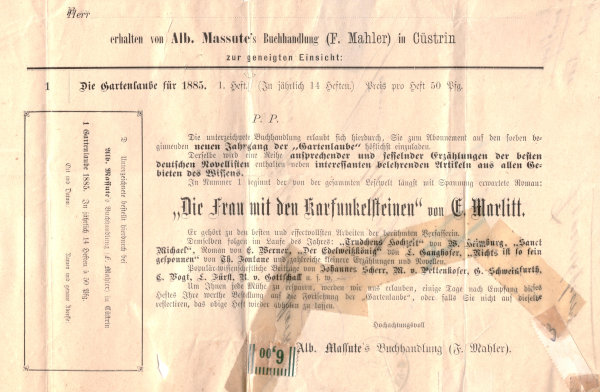 Herr
erhalten von Alb. Massute's Buchhandlung (F. Mahler) in Cüstrin
zur geneigten Einsicht:
1 Die Gartenlaube für 1885. 1. Heft. (In jährlich 14 Heften.) Preis pro Heft 50 Pfg.
P. P.
Die unterzeichnete Buchhandlung erlaubt sich hierdurch, Sie zum Abonnement auf den soeben be-
ginnenden neuen Jahrgang der „Gartenlaube" höflichst einzuladen.
Derselbe wird eine Reihe ansprechender und fesselnder Erzählungen der besten
deutschen Novellisten enthalten neben interessanten belehrenden Artikeln aus allen Ge-
bieten des Wissens.
In Nummer 1 beginnt der von der gesammten Lesewelt längst mit Spannung erwartete Roman:
„Die Frau mit den Karfunkelsteinen" von E. Marlitt.
Er gehört zu den besten und effectvollsten Arbeiten der berühmten Verfasserin.
Demselben folgen im Laufe des Jahres: „Trudchens Hochzeit" von W. Heimburg. „Sanct
Michael". Roman von E. Werner. „Der Edelweißkönig" von L. Ganghofer. „Nichts ist so fein
gesponnen" von Th. Fontane und zahlreiche kleinere Erzählungen und Novellen.
Populär-wissenschaftliche Beiträge von Johannes Scherr, M. v. Pettenhofer, G. Schweinfurth,
C. Vogt, R. v. Gottschall u. s. w.
Um Ihnen jede Mühe zu sparen, werden wir uns erlauben, einige Tage nach Empfang dieses
Heftes Ihre werthe Bestellung auf die Fortsetzung der „Gartenlaube", oder falls Sie nicht auf dieselbe
reflectiren, das obige Heft wieder abholen zu lassen.
Hochachtungsvoll
Alb. Massute's Buchhandlung (F. Mahler).
Unterzeichnete bestellt hierdurch bei
Alb. Massute's Buchhandlung (F. Mahler) in Cüstrin
1 Gartenlaube 1885. In jährlich 14 Heften à 50 Pfg.
Ort und Datum: Name und genaue Adresse:
6.00